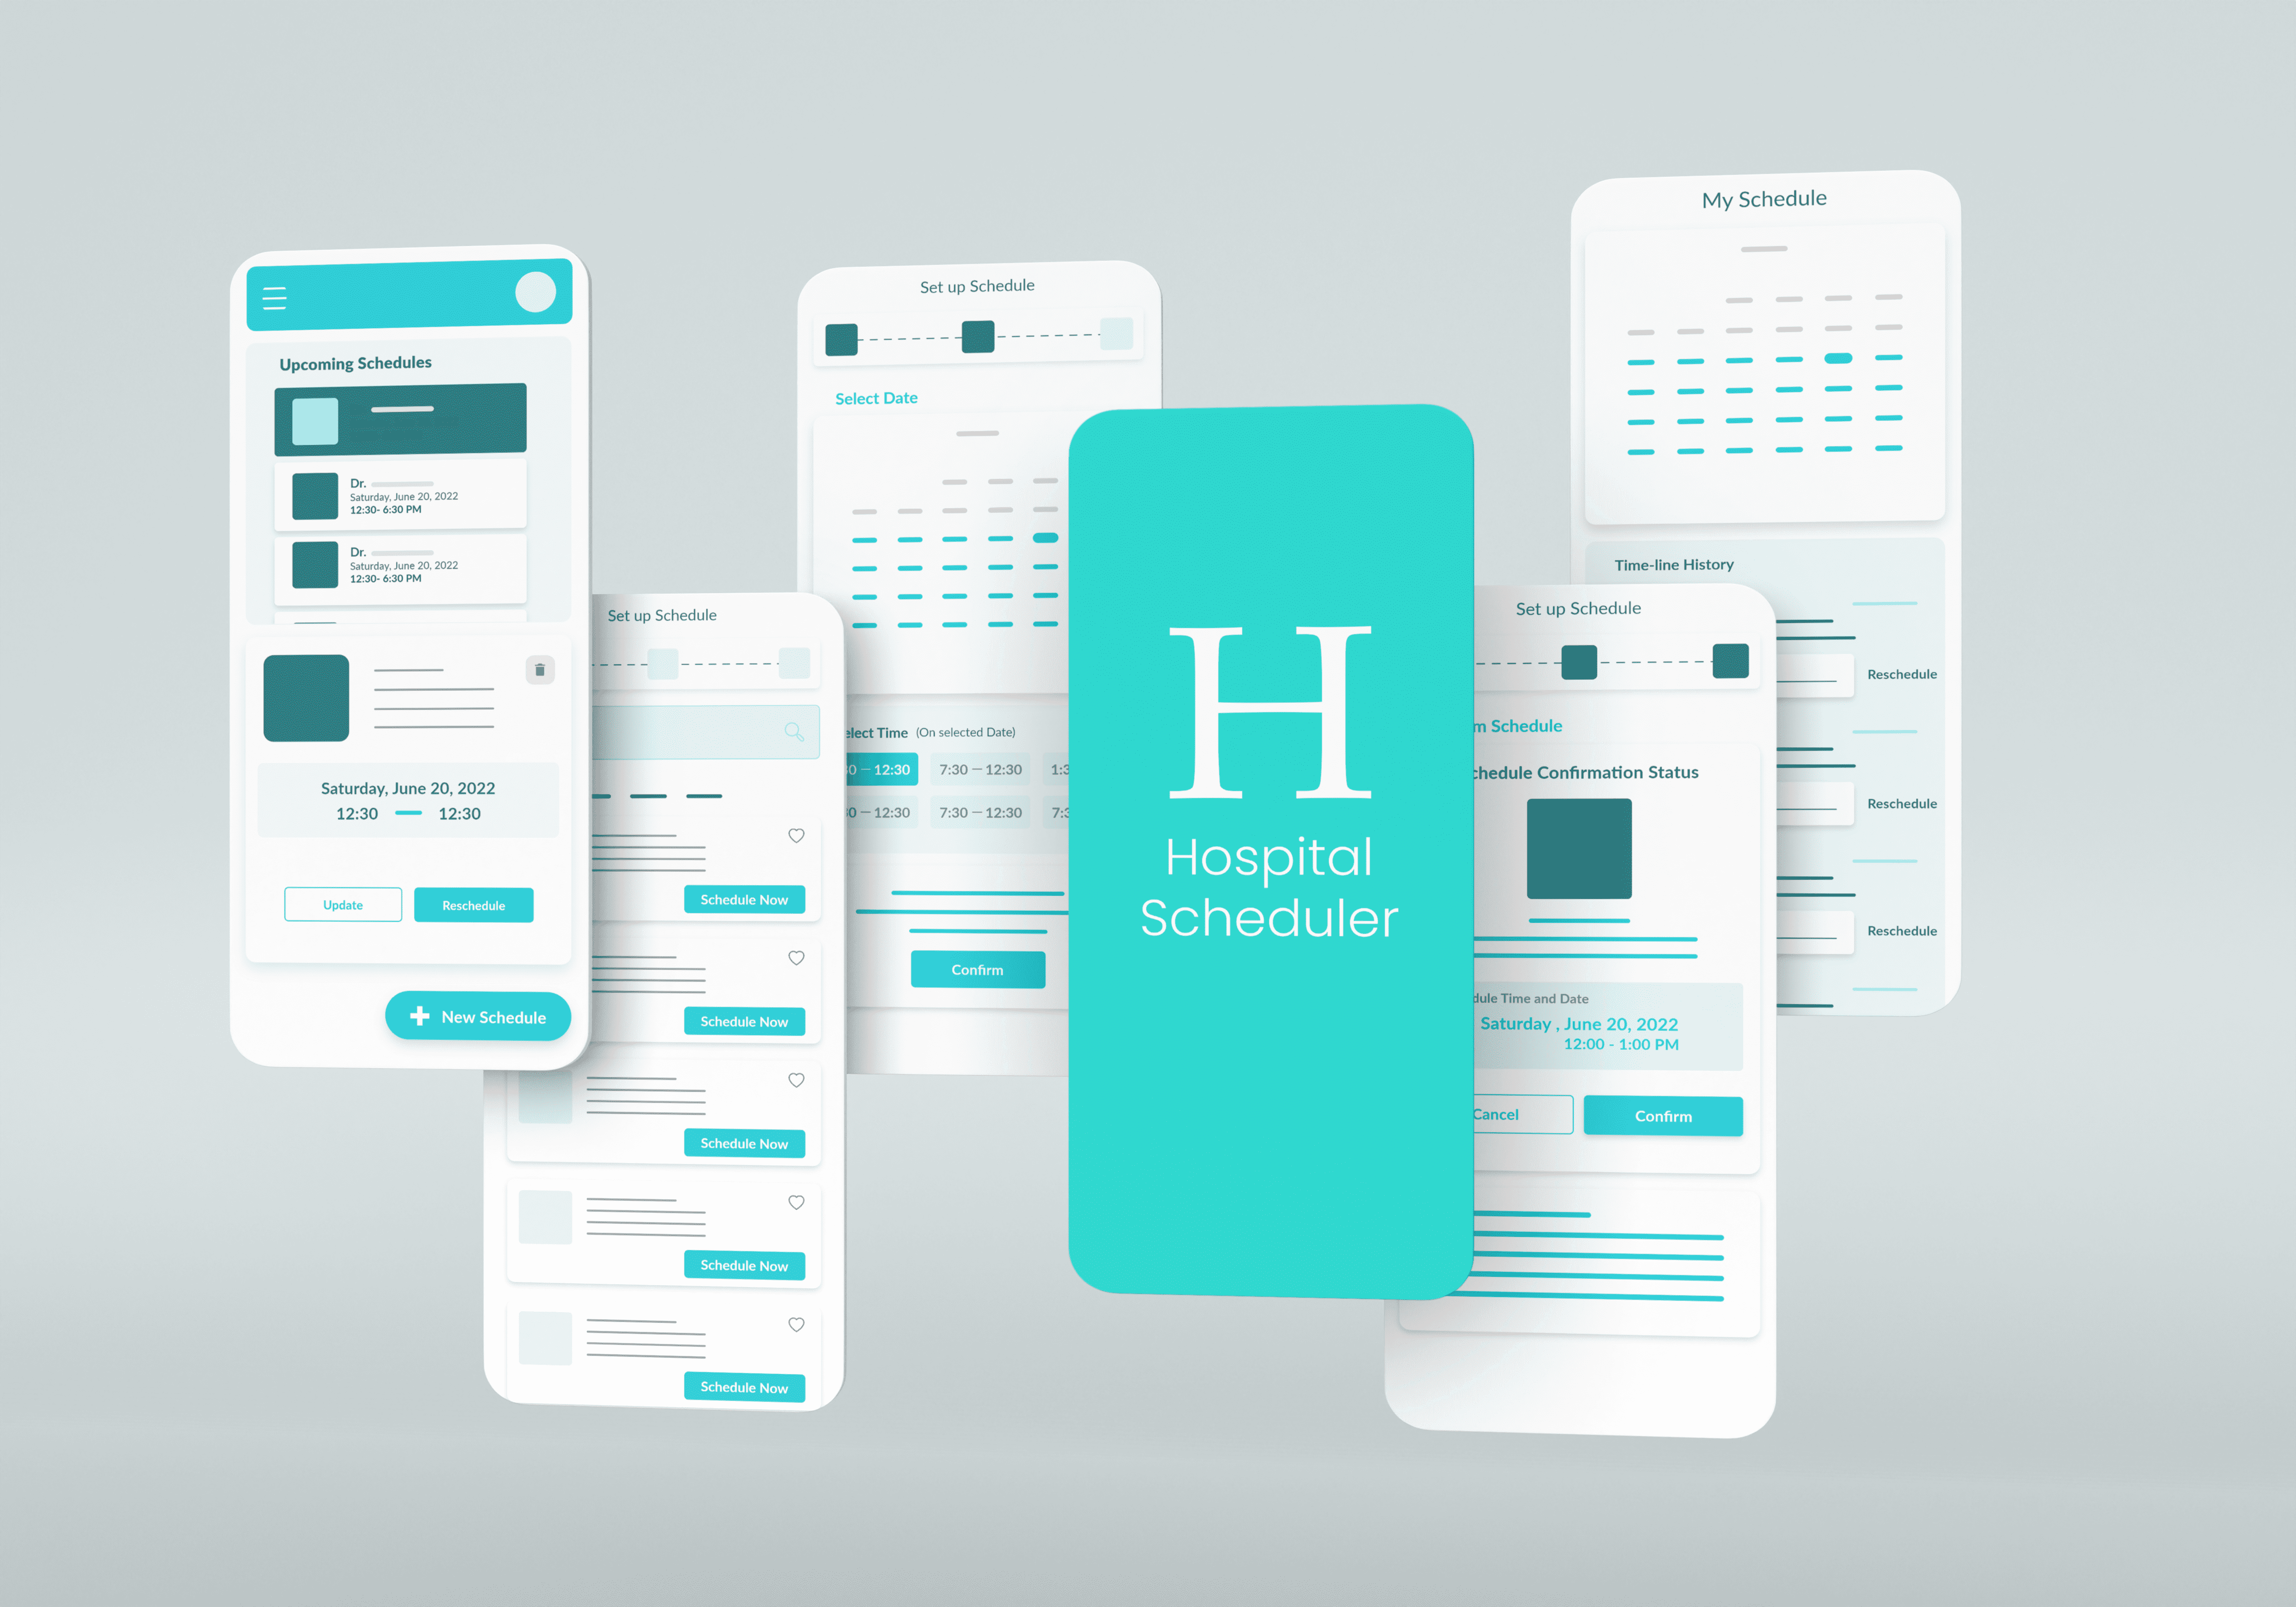 Upcoming Schedules
Dr.
Saturday, June 20, 2022
12:30- 6:30 PM
Dr.
Saturday, June 20, 2022
12:30- 6:30 PM
Saturday, June 20, 2022
12:30 — 12:30
Update
Reschedule
New Schedule
Set up Schedule
Schedule Now
Schedule Now
Schedule Now
Schedule Now
Schedule Now
Set up Schedule
Select Date
elect Time (On selected Date)
0 — 12:30
7:30 — 12:30
1:3
0 — 12:30
7:30 — 12:30
7:3
Confirm
H
Hospital
Scheduler
Set up Schedule
m Schedule
chedule Confirmation Status
dule Time and Date
Saturday , June 20, 2022
12:00 - 1:00 PM
Cancel
Confirm
My Schedule
Time-line History
Reschedule
Reschedule
Reschedule